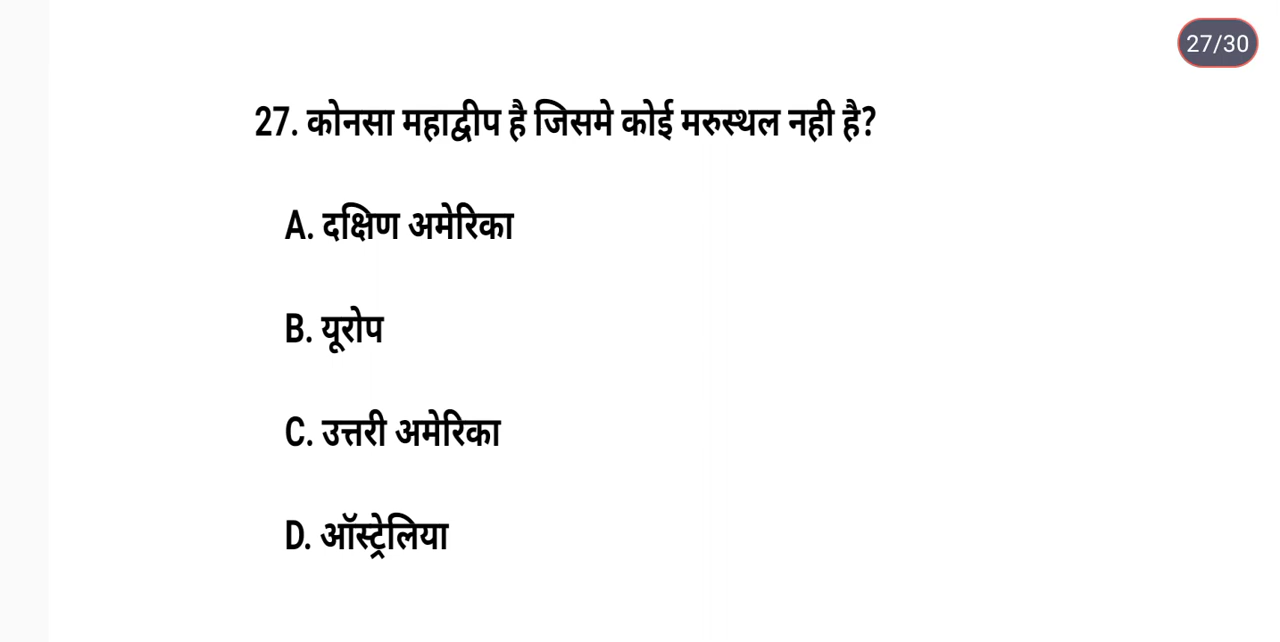 27/30
27. कोनसा महाद्वीप है जिसमे कोई मरुस्थल नही है?
A. दक्षिण अमेरिका
B. यूरोप
C. उत्तरी अमेरिका
D. ऑस्ट्रेलिया